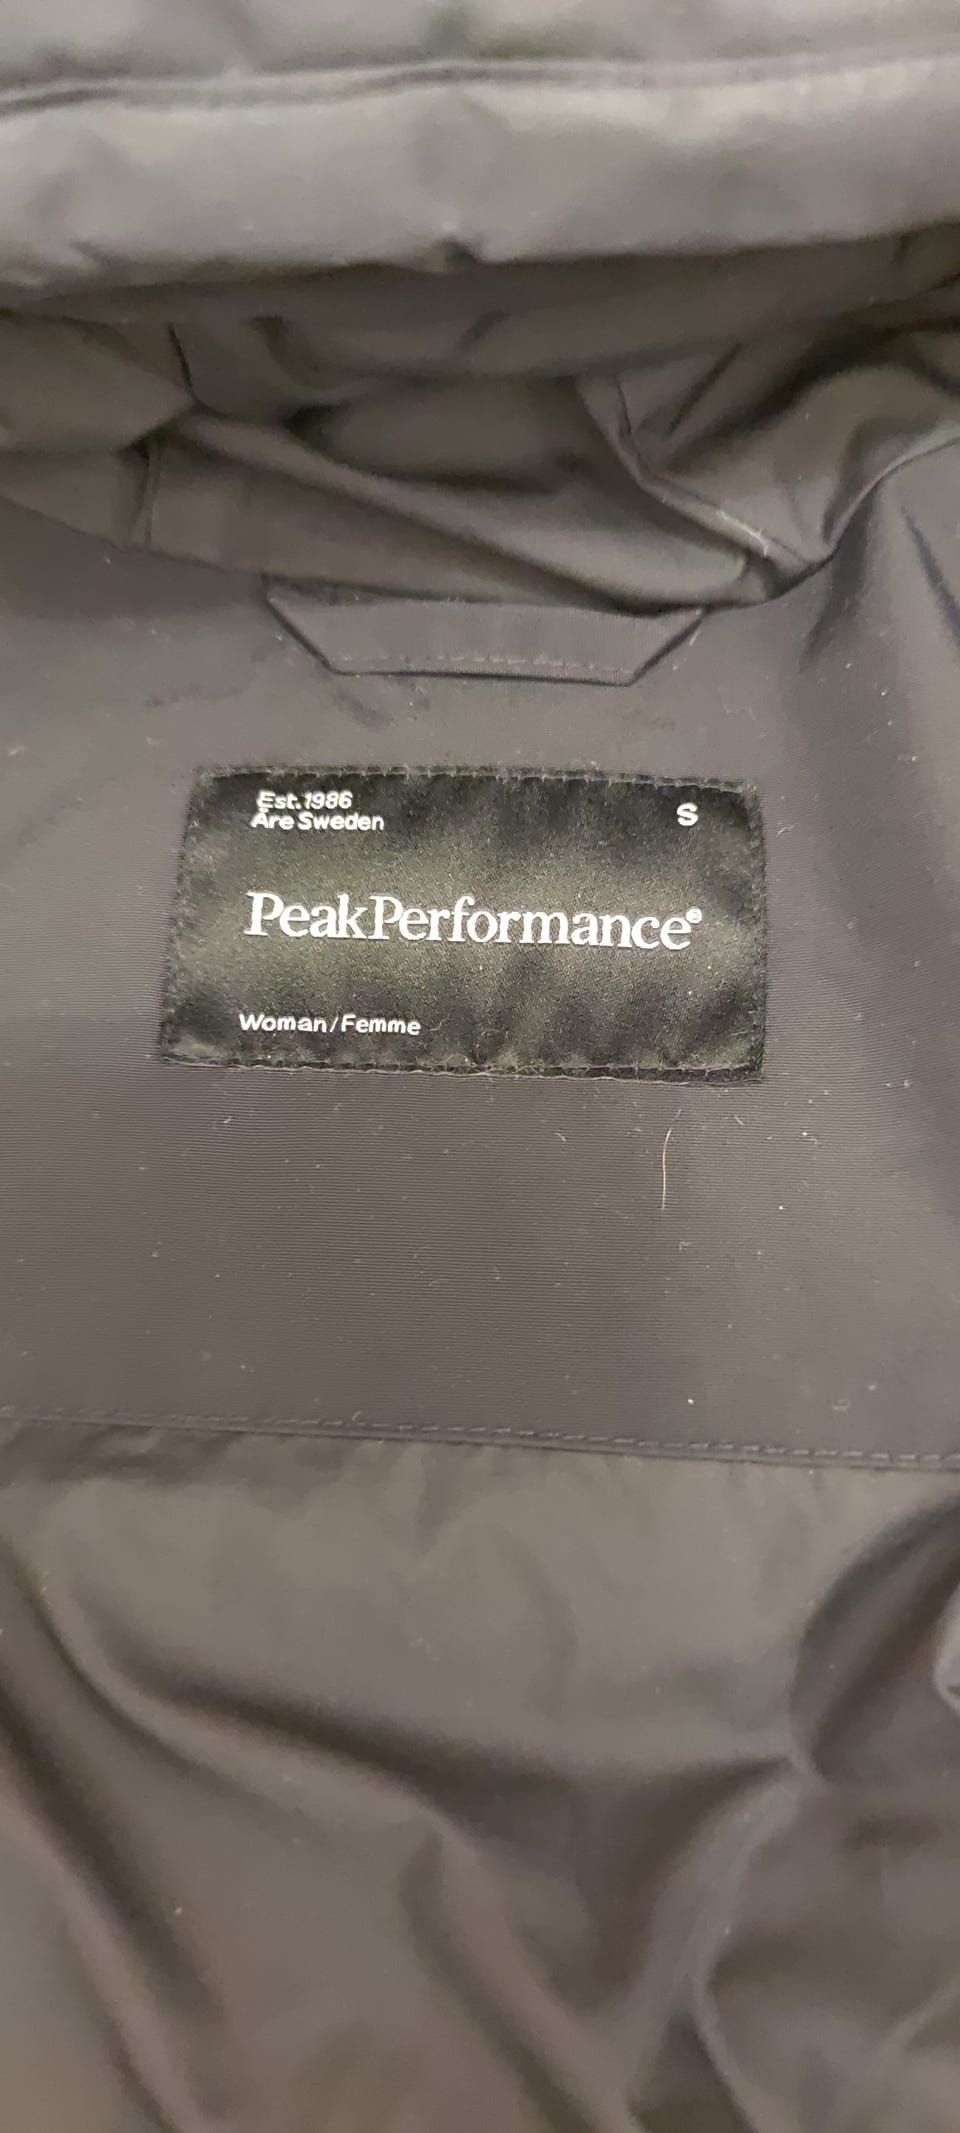 Est. 1986
Åre Sweden
S
PeakPerformance®
Woman/Femme